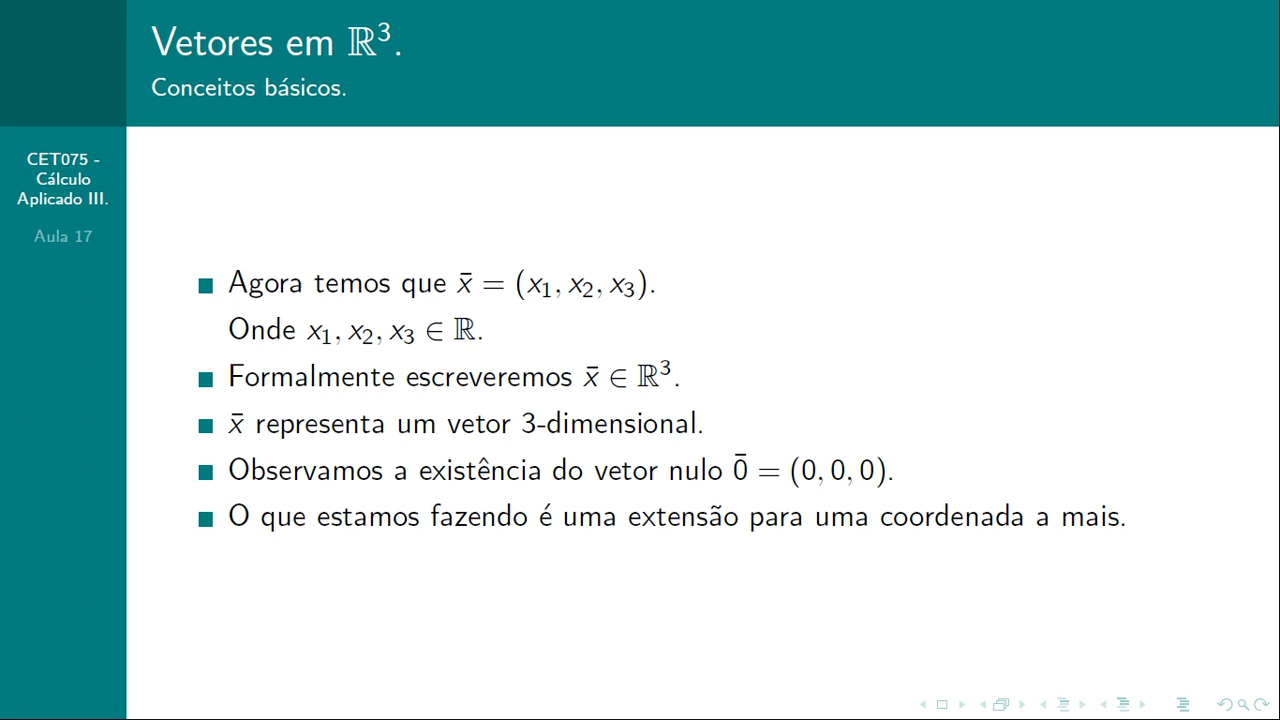 Vetores em ℝ³.
Conceitos básicos.
CET075 -
Cálculo
Aplicado III.
Aula 17
Agora temos que x̄ = (x₁, x₂, x₃).
Onde x₁, x₂, x₃ ∈ ℝ.
Formalmente escreveremos x̄ ∈ ℝ³.
x̄ representa um vetor 3-dimensional.
Observamos a existência do vetor nulo 0̄ = (0, 0, 0).
O que estamos fazendo é uma extensão para uma coordenada a mais.